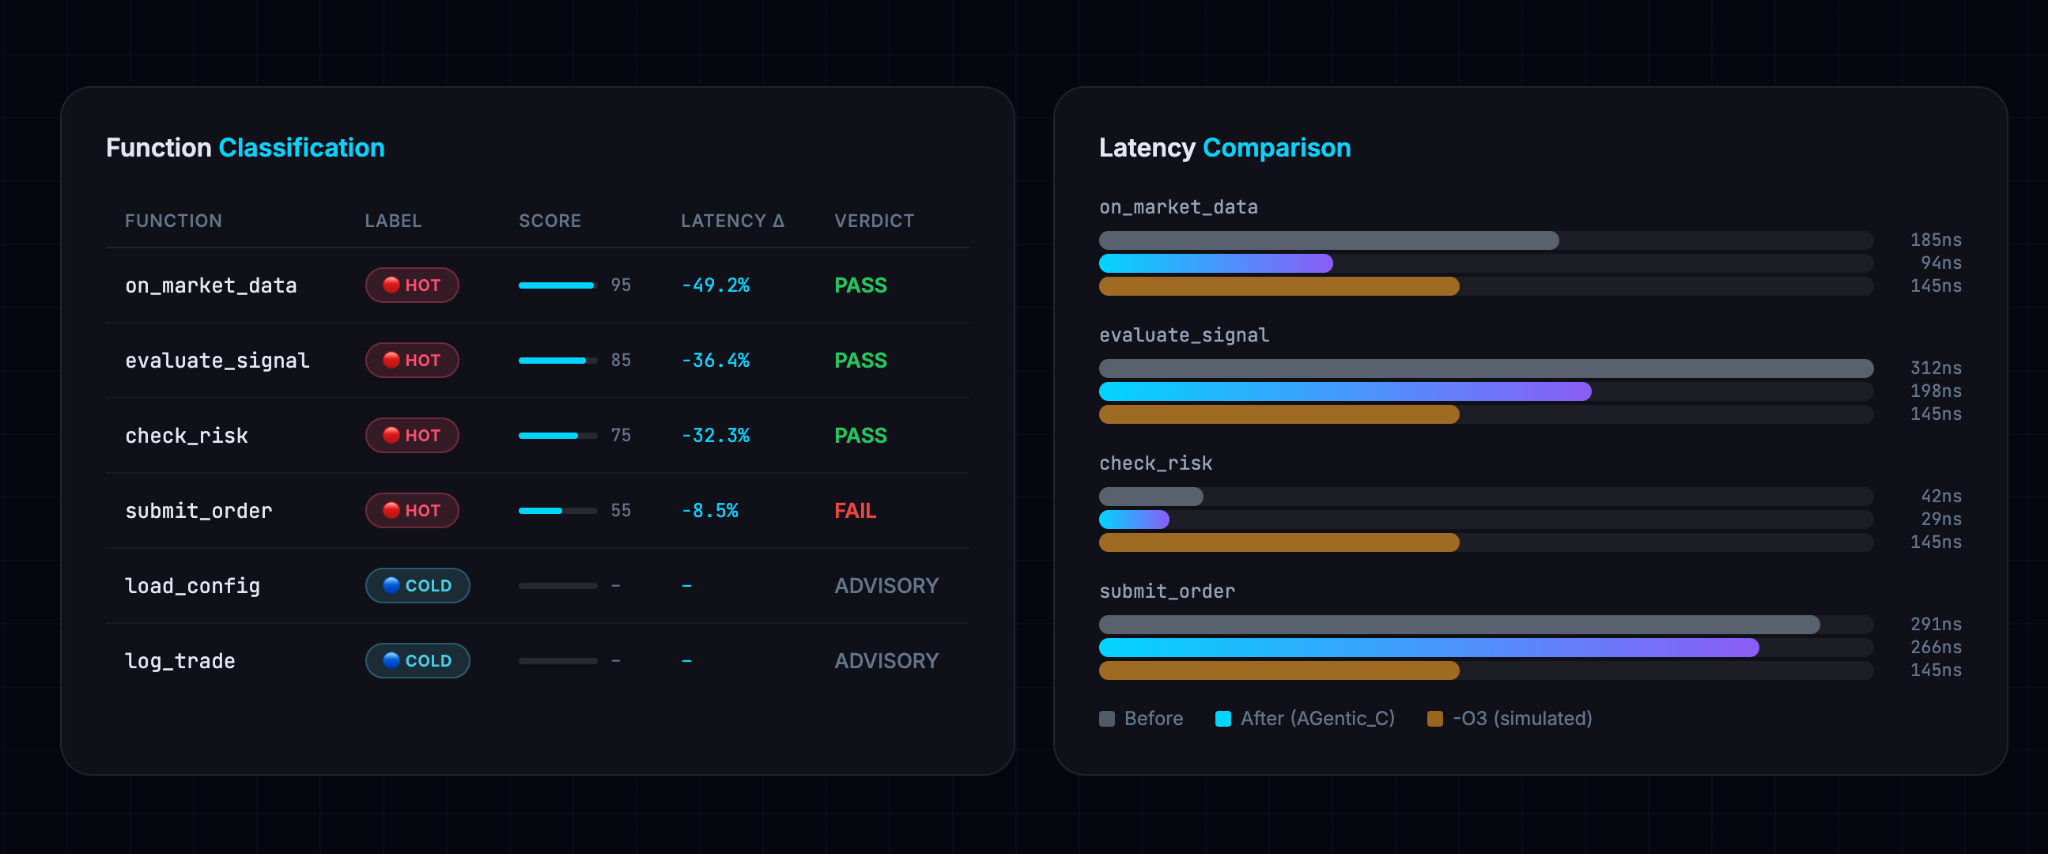 Function Classification
FUNCTION LABEL SCORE LATENCY Δ VERDICT
on_market_data HOT 95 -49.2% PASS
evaluate_signal HOT 85 -36.4% PASS
check_risk HOT 75 -32.3% PASS
submit_order HOT 55 -8.5% FAIL
load_config COLD – – ADVISORY
log_trade COLD – – ADVISORY
Latency Comparison
on_market_data
185ns
94ns
145ns
evaluate_signal
312ns
198ns
145ns
check_risk
42ns
29ns
145ns
submit_order
291ns
266ns
145ns
Before After (AGentic_C) -O3 (simulated)